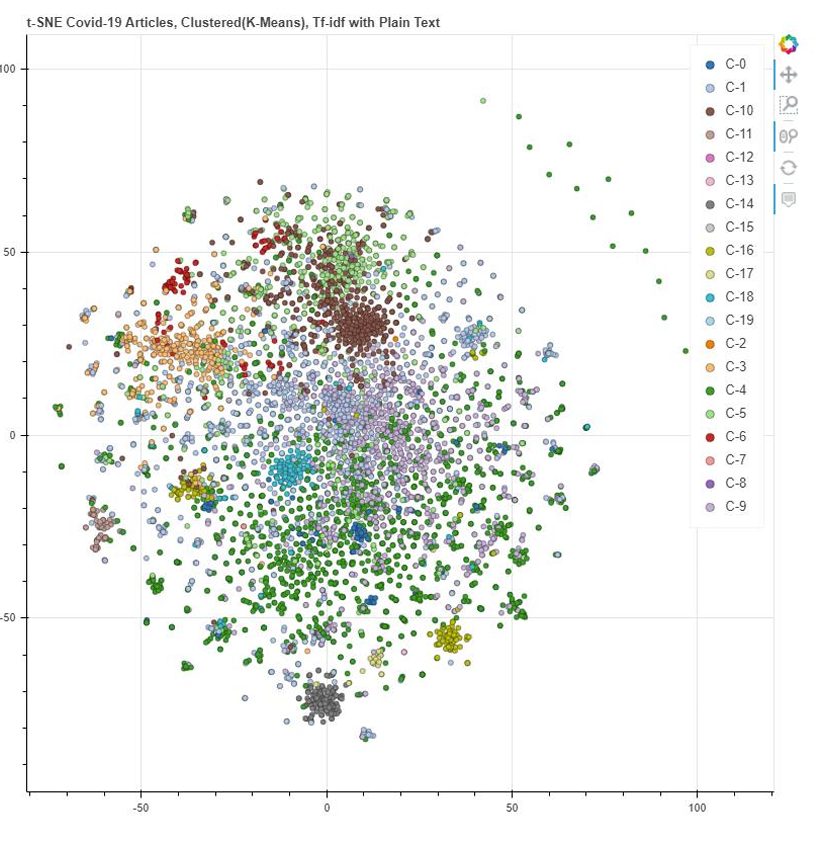 t-SNE Covid-19 Articles, Clustered(K-Means), Tf-idf with Plain Text
100
50
0
-50
-50
0
50
100
C-0
C-1
C-10
C-11
C-12
C-13
C-14
C-15
C-16
C-17
C-18
C-19
C-2
C-3
C-4
C-5
C-6
C-7
C-8
C-9